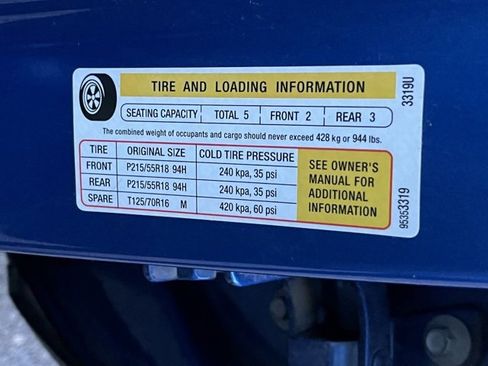 TIRE AND LOADING INFORMATION
SEATING CAPACITY TOTAL 5 FRONT 2 REAR 3
The combined weight of occupants and cargo should never exceed 428 kg or 944 lbs.
TIRE ORIGINAL SIZE COLD TIRE PRESSURE
FRONT P215/55R18 94H 240 kpa, 35 psi
REAR P215/55R18 94H 240 kpa, 35 psi
SPARE T125/70R16 M 420 kpa, 60 psi
SEE OWNER'S
MANUAL FOR
ADDITIONAL
INFORMATION
3319U
95353319